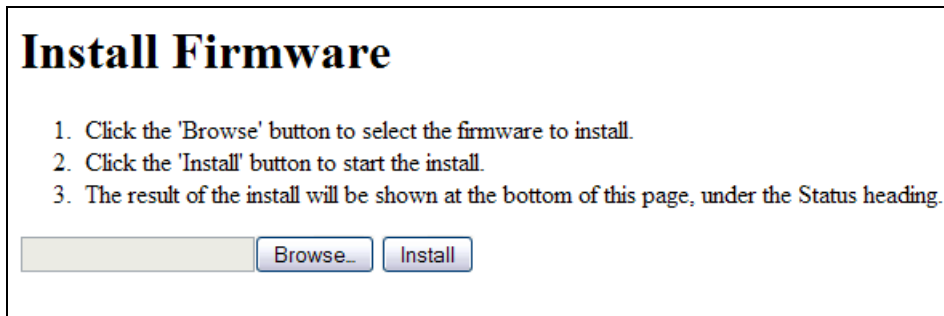 Install Firmware
1. Click the 'Browse' button to select the firmware to install.
2. Click the 'Install' button to start the install.
3. The result of the install will be shown at the bottom of this page, under the Status heading.
Browse... Install